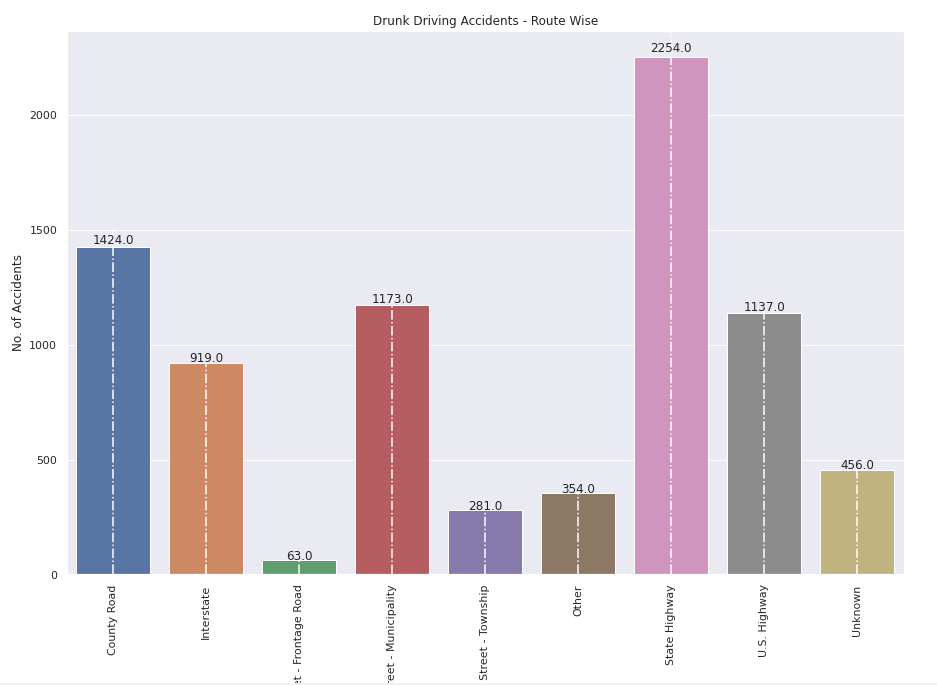 Drunk Driving Accidents - Route Wise
No. of Accidents
2000
1500
1000
500
0
1424.0
919.0
63.0
1173.0
281.0
354.0
2254.0
1137.0
456.0
County Road
Interstate
- Frontage Road
- Municipality
Street - Township
Other
State Highway
U.S. Highway
Unknown